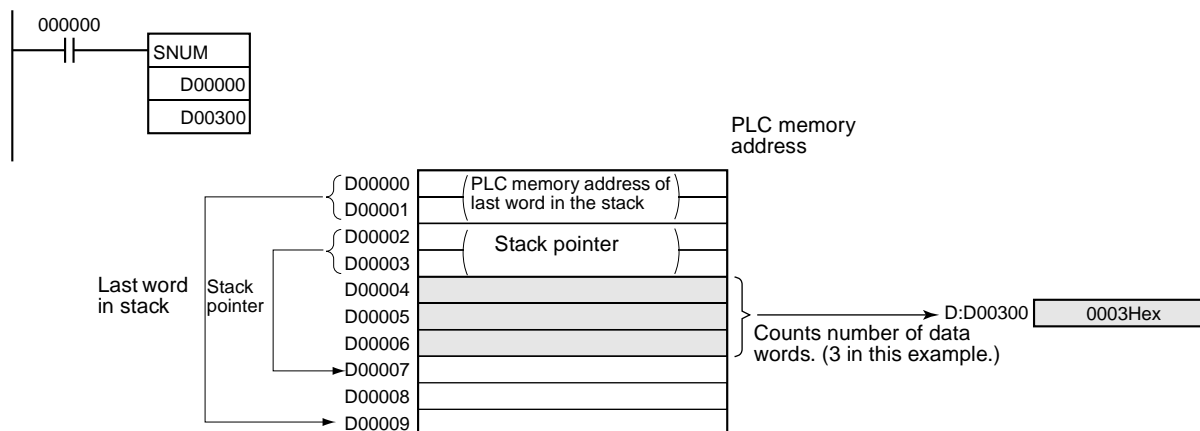 000000
SNUM
D00000
D00300
PLC memory
address
D00000
D00001
PLC memory address of
last word in the stack
D00002
D00003
Stack pointer
Last word
in stack
Stack
pointer
D00004
D00005
D00006
D00007
D00008
D00009
Counts number of data
words. (3 in this example.)
D:D00300
0003Hex